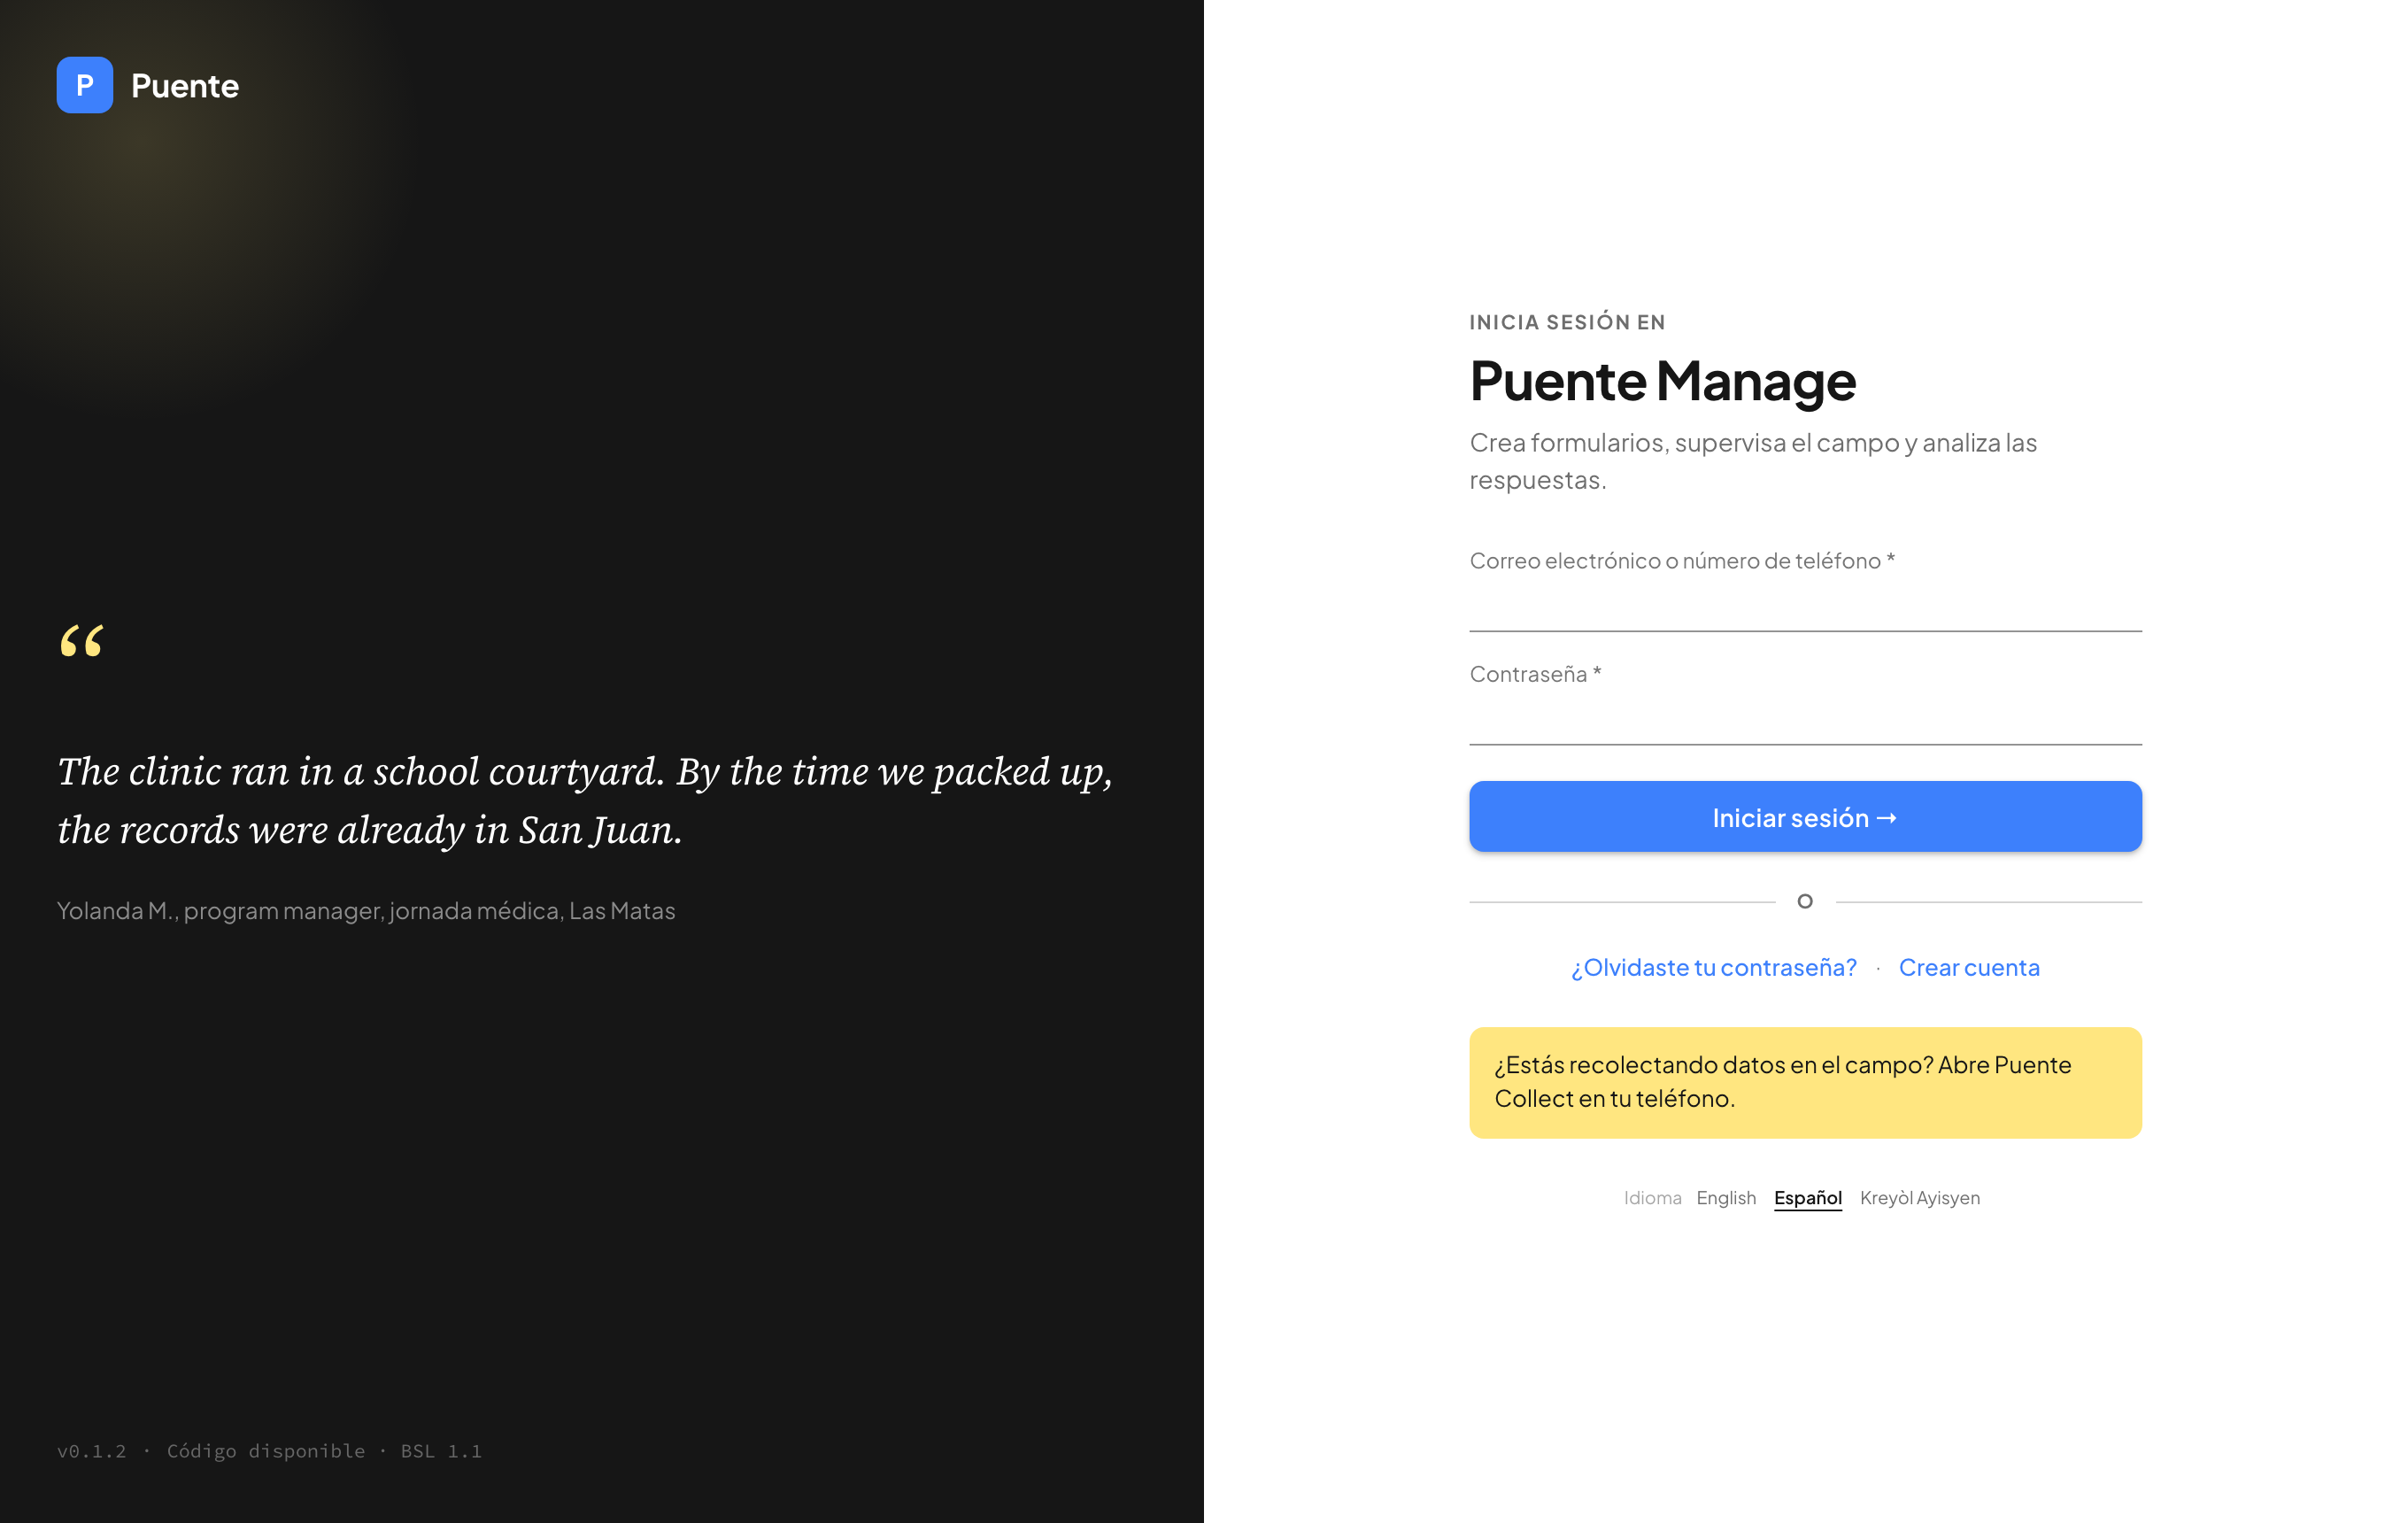 P Puente
“
The clinic ran in a school courtyard. By the time we packed up,
the records were already in San Juan.
Yolanda M., program manager, jornada médica, Las Matas
v0.1.2 · Código disponible · BSL 1.1
INICIA SESIÓN EN
Puente Manage
Crea formularios, supervisa el campo y analiza las
respuestas.
Correo electrónico o número de teléfono *
Contraseña *
Iniciar sesión →
O
¿Olvidaste tu contraseña? · Crear cuenta
¿Estás recolectando datos en el campo? Abre Puente
Collect en tu teléfono.
Idioma English Español Kreyòl Ayisyen